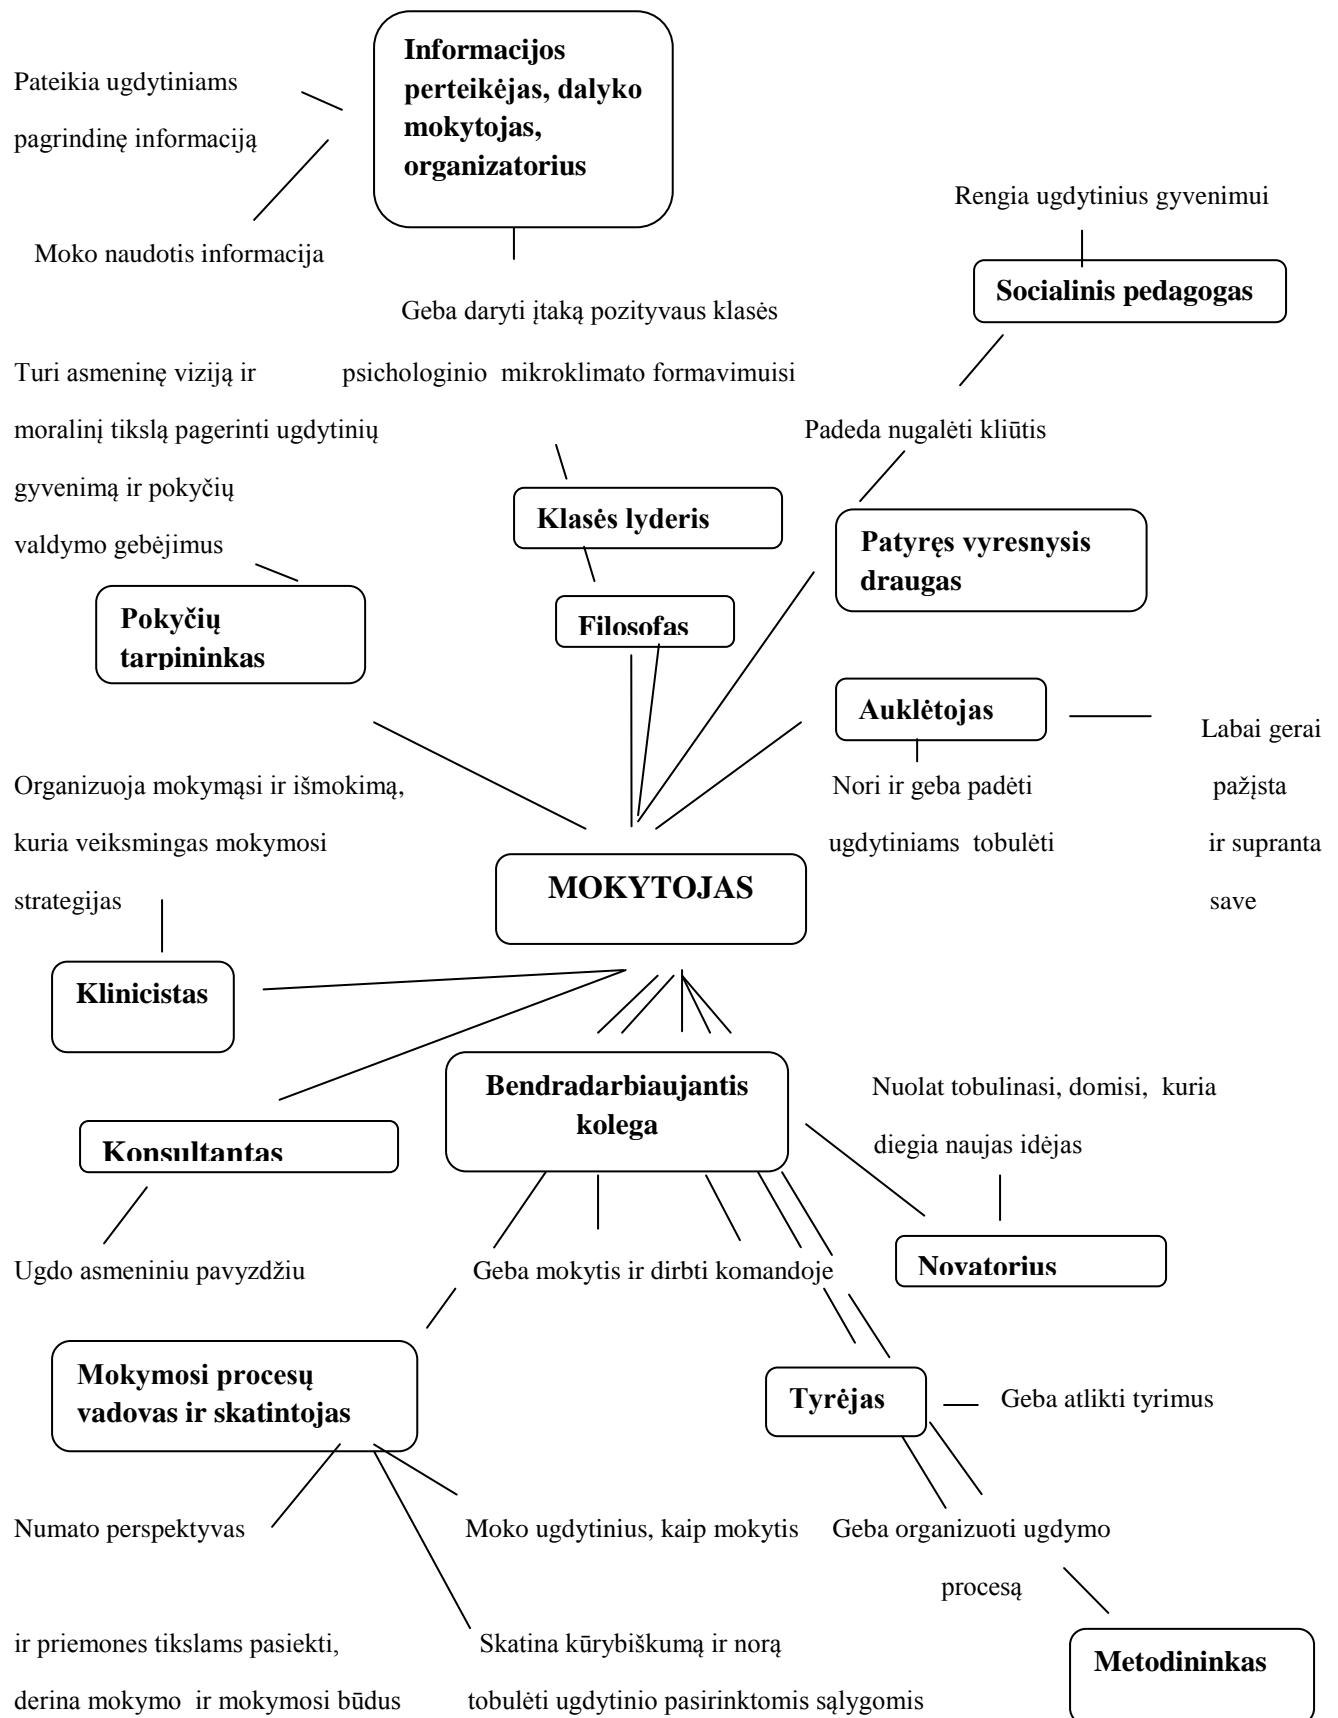 Informacijos
perteikėjas, dalyko
mokytojas,
organizatorius
Pateikia ugdytiniams
pagrindinę informaciją
Moko naudotis informacija
Rengia ugdytinius gyvenimui
Socialinis pedagogas
Geba daryti įtaką pozityvaus klasės
psichologinio mikroklimato formavimuisi
Turi asmeninę viziją ir
moralinį tikslą pagerinti ugdytinių
gyvenimą ir pokyčių
valdymo gebėjimus
Padeda nugalėti kliūtis
Klasės lyderis
Patyręs vyresnysis
draugas
Filosofas
Pokyčių
tarpininkas
Auklėtojas
Labai gerai
pažįsta
ir supranta
save
Nori ir geba padėti
ugdytiniams tobulėti
Organizuoja mokymąsi ir išmokimą,
kuria veiksmingas mokymosi
strategijas
MOKYTOJAS
Klinicistas
Bendradarbiaujantis
kolega
Nuolat tobulinasi, domisi, kuria
diegia naujas idėjas
Konsultantas
Ugdo asmeniniu pavyzdžiu
Geba mokytis ir dirbti komandoje
Novatorius
Mokymosi procesų
vadovas ir skatintojas
Tyrėjas
Geba atlikti tyrimus
Numato perspektyvas
ir priemones tikslams pasiekti,
derina mokymo ir mokymosi būdus
Moko ugdytinius, kaip mokytis
Geba organizuoti ugdymo
procesą
Skatina kūrybiškumą ir norą
tobulėti ugdytinio pasirinktomis sąlygomis
Metodininkas